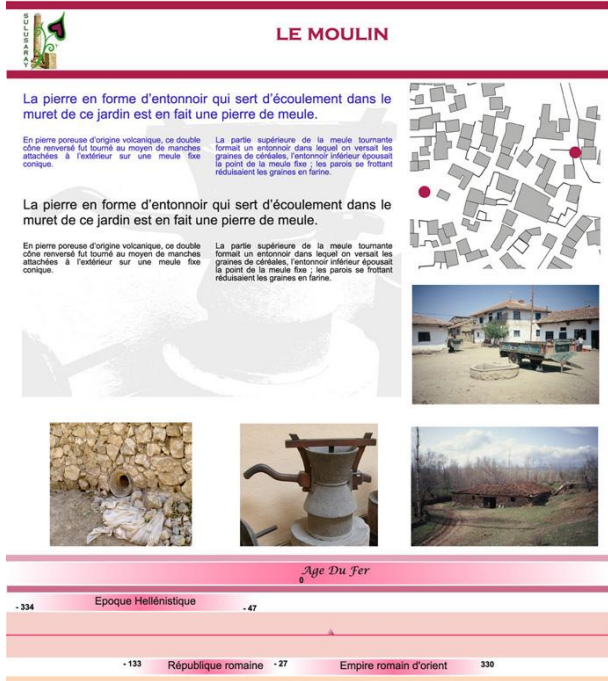 SULUSARAY
LE MOULIN
La pierre en forme d'entonnoir qui sert d'écoulement dans le
muret de ce jardin est en fait une pierre de meule.
En pierre poreuse d'origine volcanique, ce double
cône renversé fut tourné au moyen de manches
attachées à l'extérieur sur une meule fixe
conique.
La partie supérieure de la meule tournante
formait un entonnoir dans lequel on versait les
graines de céréales, l'entonnoir inférieur épousait
la point de la meule fixe ; les parois se frottant
réduisaient les graines en farine.
La pierre en forme d'entonnoir qui sert d'écoulement dans le
muret de ce jardin est en fait une pierre de meule.
En pierre poreuse d'origine volcanique, ce double
cône renversé fut tourné au moyen de manches
attachées à l'extérieur sur une meule fixe
conique.
La partie supérieure de la meule tournante
formait un entonnoir dans lequel on versait les
graines de céréales, l'entonnoir inférieur épousait
la point de la meule fixe ; les parois se frottant
réduisaient les graines en farine.
Age Du Fer
0
- 334 Epoque Hellénistique - 47
- 133 République romaine - 27 Empire romain d'orient 330